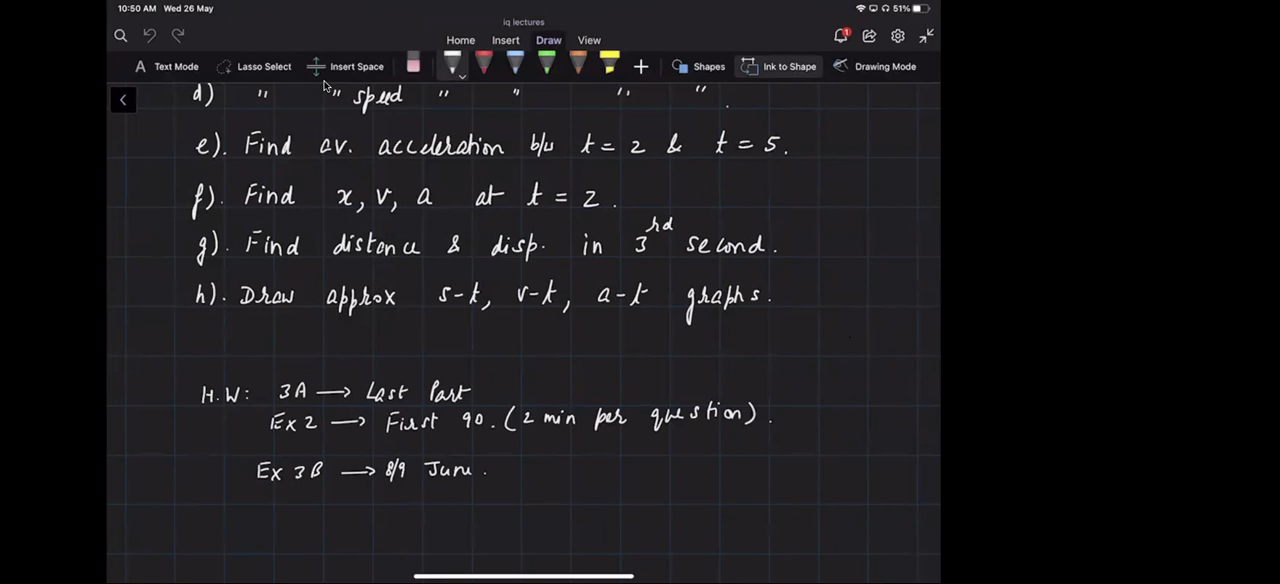 10:50 AM Wed 26 May
51%
iq lectures
Home Insert Draw View
1
Text Mode Lasso Select Insert Space Shapes Ink to Shape Drawing Mode
d) " " speed " " " " .
e). Find av. acceleration b/w t = 2 & t = 5.
f). Find x, v, a at t = 2.
g). Find distance & disp. in 3rd second.
h). Draw approx s-t, v-t, a-t graphs.
H.W: 3A → Last Part
Ex 2 → First 90. (2 min per question).
Ex 3B → 8/9 June.